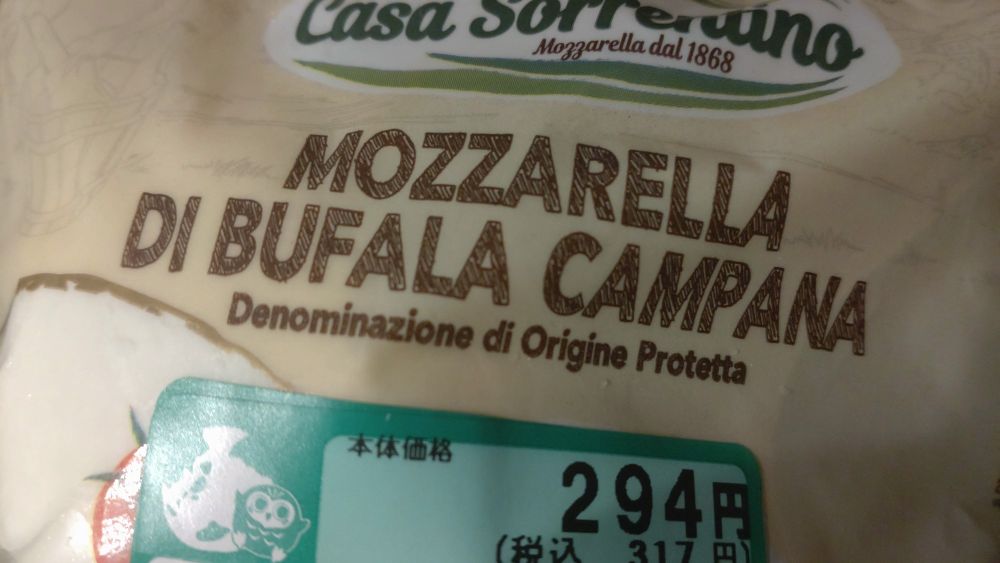 Casa Sorrentino
Mozzarella dal 1868
MOZZARELLA
DI BUFALA CAMPANA
Denominazione di Origine Protetta
本体価格
294円
(税込 317円)